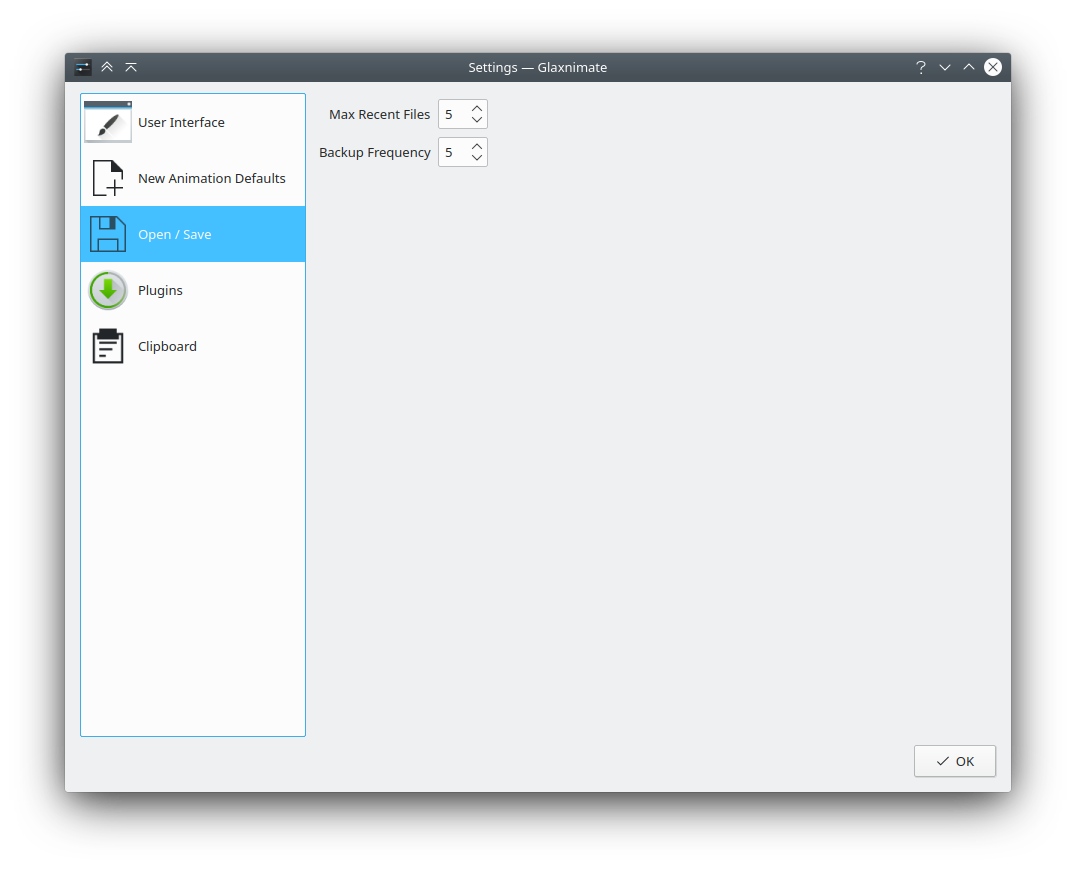 Settings — Glaxnimate
User Interface
New Animation Defaults
Open / Save
Plugins
Clipboard
Max Recent Files 5
Backup Frequency 5
OK